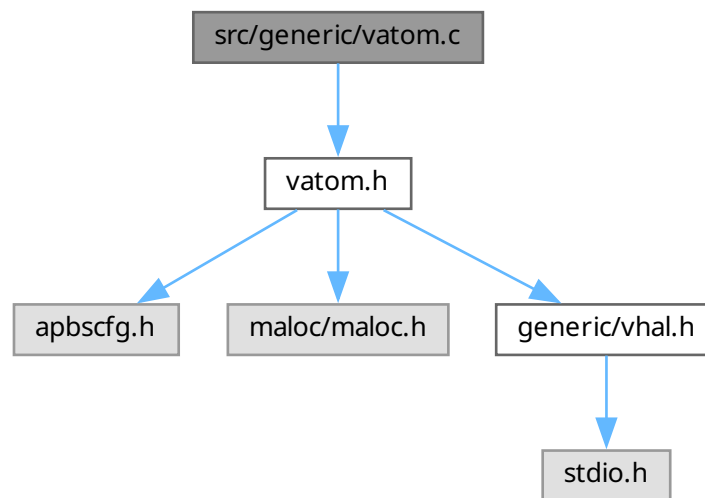 src/generic/vatom.c
vatom.h
apbscfg.h
maloc/maloc.h
generic/vhal.h
stdio.h